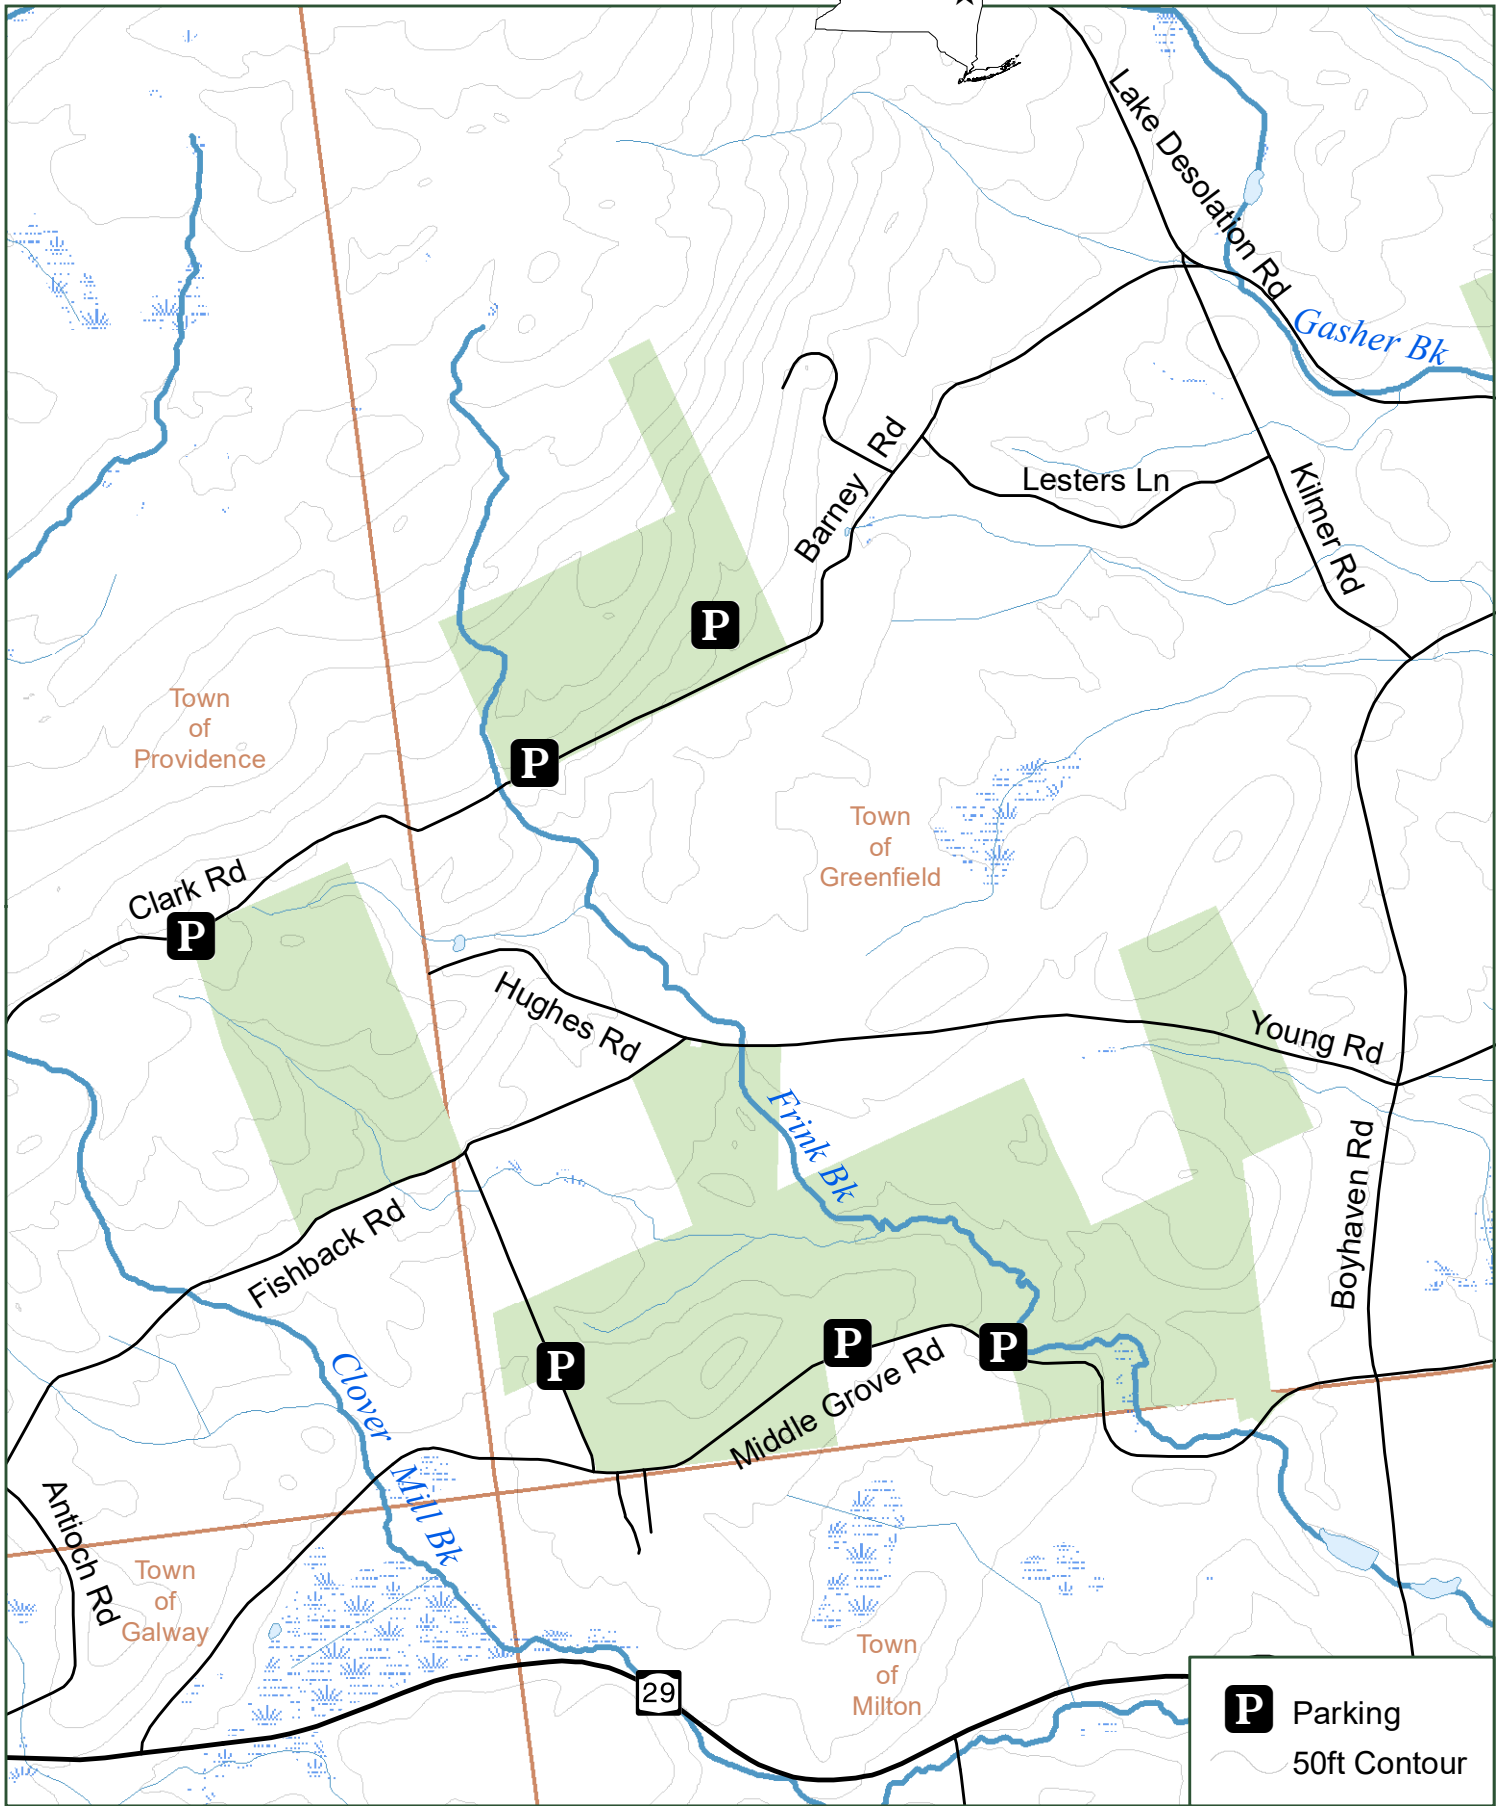 Lake Desolation Rd
Gasher Bk
Barney Rd
Lesters Ln
Kilmer Rd
P
Town
of
Providence
P
Town
of
Greenfield
Clark Rd
P
Hughes Rd
Young Rd
Frink Bk
Boyhaven Rd
Fishback Rd
P
P
P
Middle Grove Rd
Clover
Mill Bk
Antioch Rd
Town
of
Galway
Town
of
Milton
29
P Parking
50ft Contour